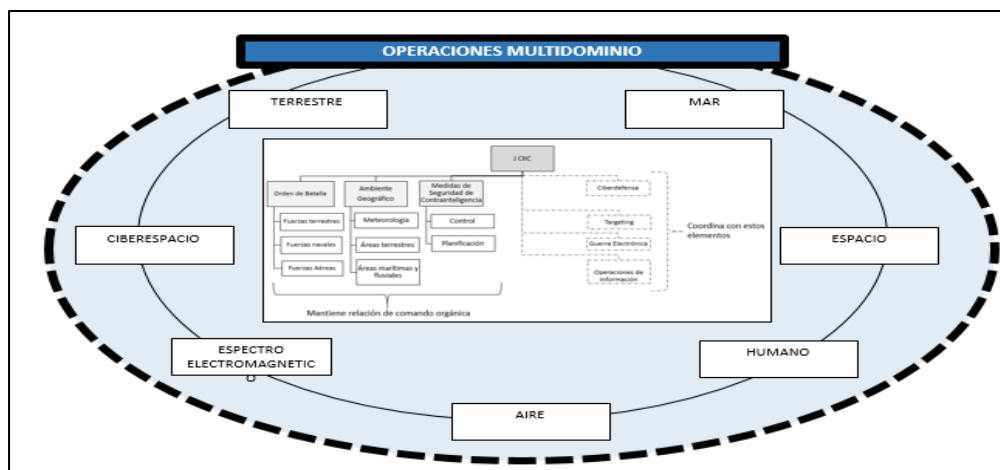 OPERACIONES MULTIDOMINIO
TERRESTRE
MAR
J CIIC
Orden de Batalla
Ambiente
Geográfico
Medidas de
Seguridad de
Contrainteligencia
Ciberdefensa
Fuerzas terrestres
Meteorología
Control
Targeting
Coordina con estos
elementos
CIBERESPACIO
Fuerzas navales
Áreas terrestres
Planificación
Guerra Electrónica
ESPACIO
Fuerzas Aéreas
Áreas marítimas y
fluviales
Operaciones de
información
Mantiene relación de comando orgánica
ESPECTRO
ELECTROMAGNETIC
O
HUMANO
AIRE